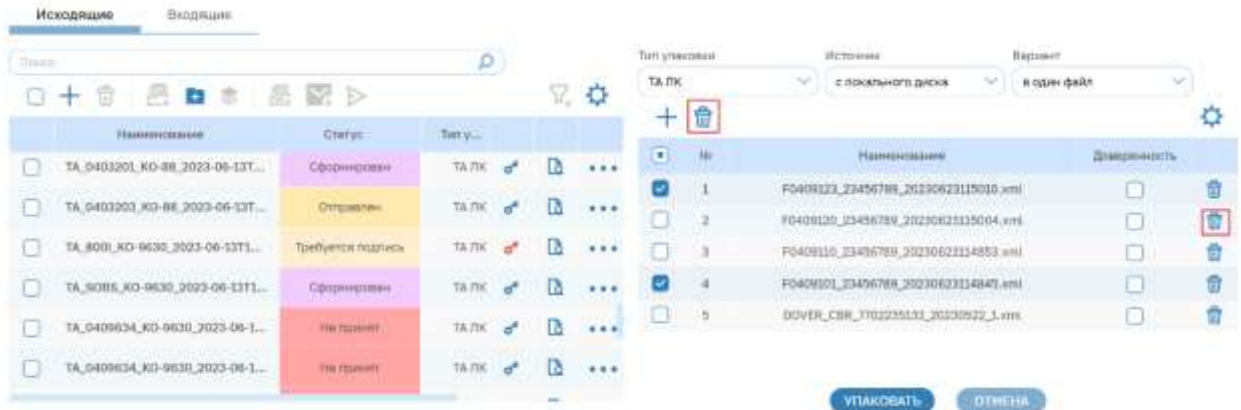 Исходящие Входящие
Поиск
Наименование Статус Тип у...
TA_0403201_KO-88_2023-06-13T... Сформирован ТА ПК
TA_0403203_KO-88_2023-06-13T... Отправлен ТА ПК
TA_800I_KO-9630_2023-06-13T1... Требуется подпись ТА ПК
KO-9630_2023-06-13T1... Сформирован ТА ПК
TA_0409634_KO-9630_2023-06-1... Не принят ТА ПК
TA_0409634_KO-9630_2023-06-1... Не принят ТА ПК
Тип упаковки Источник Вариант
ТА ПК с локального диска в один файл
№ Наименование Доверенность
1 F0409123_23456789_20230623115010.xml
2 F0409120_23456789_20230623115004.xml
3 F0409110_23456789_20230623114853.xml
4 F0409101_23456789_20230623114845.xml
5 DOVER_CBR_7702235133_20230522_1.xml
УПАКОВАТЬ ОТМЕНА